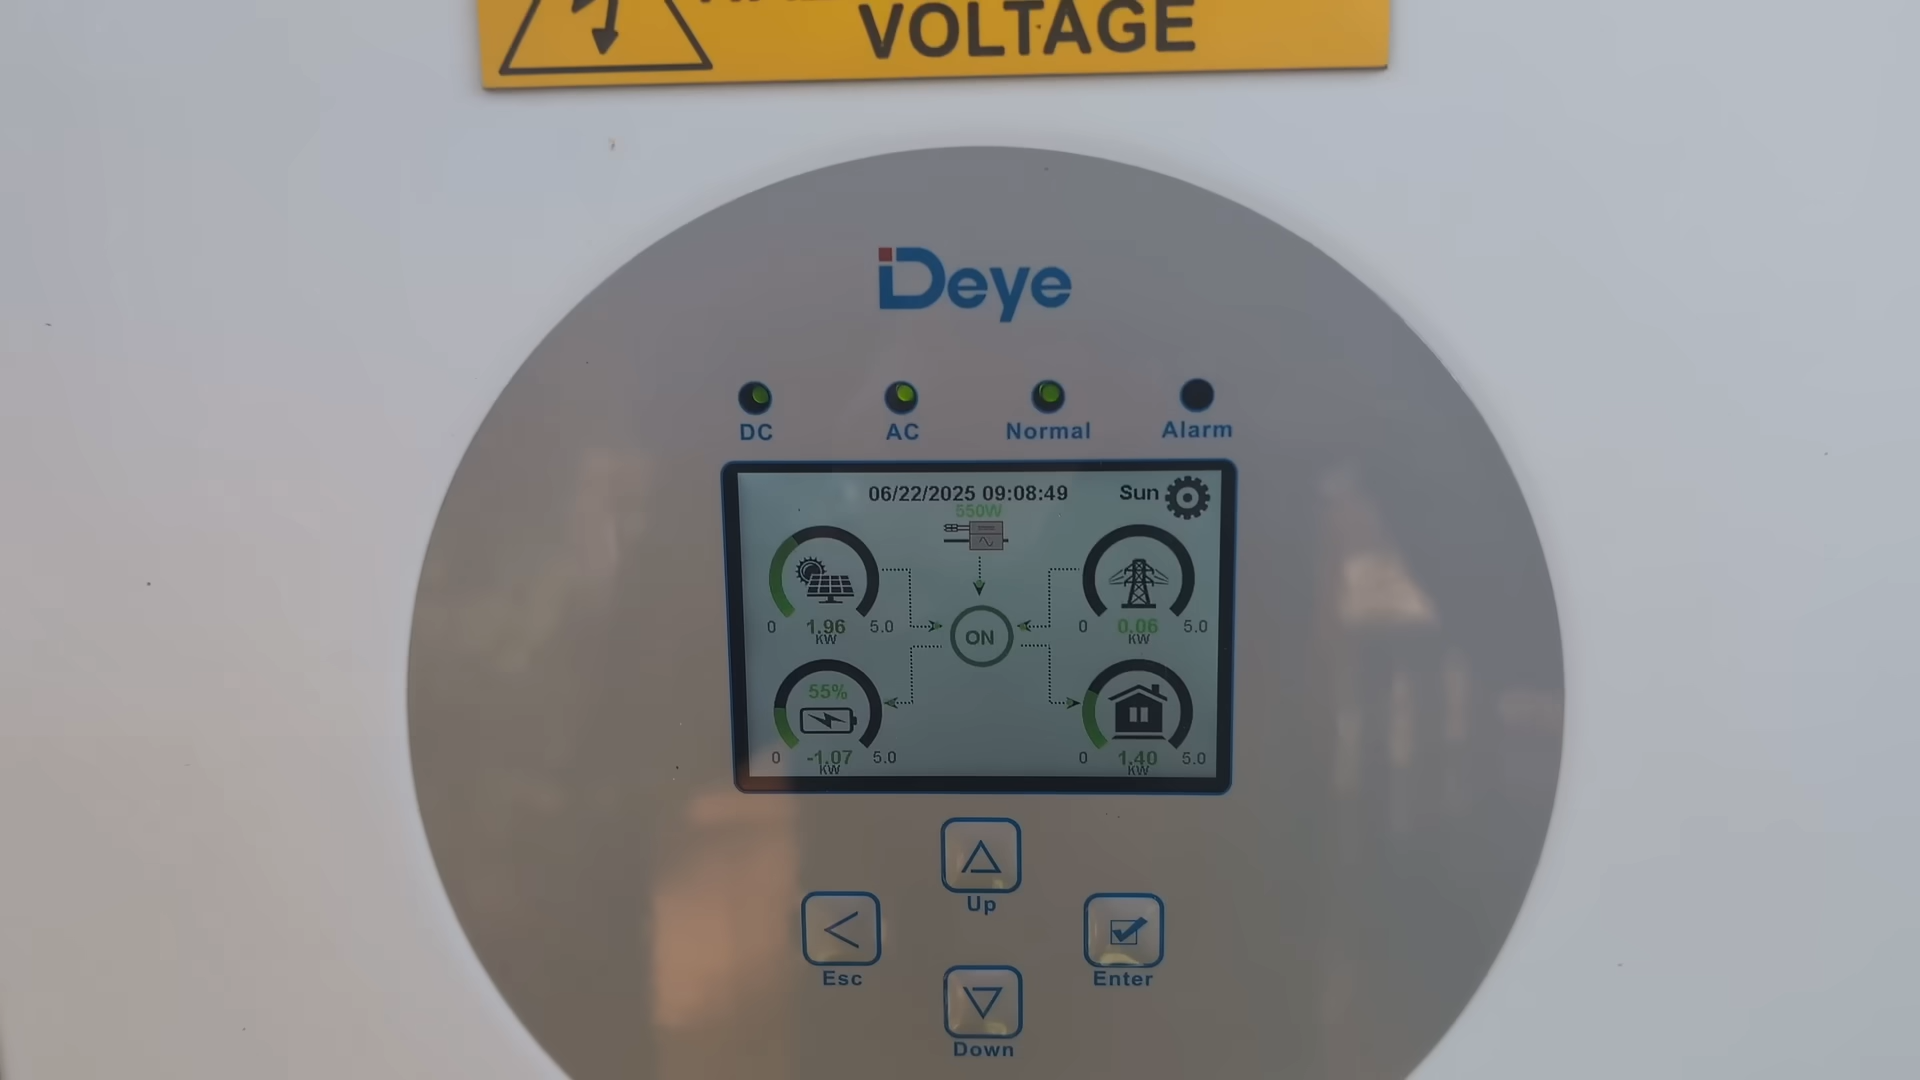 VOLTAGE
Deye
DC AC Normal Alarm
06/22/2025 09:08:49 Sun
550W
0 1.96 5.0
KW
0 0.06 5.0
KW
ON
55%
0 -1.07 5.0
KW
0 1.40 5.0
KW
Up
Esc
Enter
Down